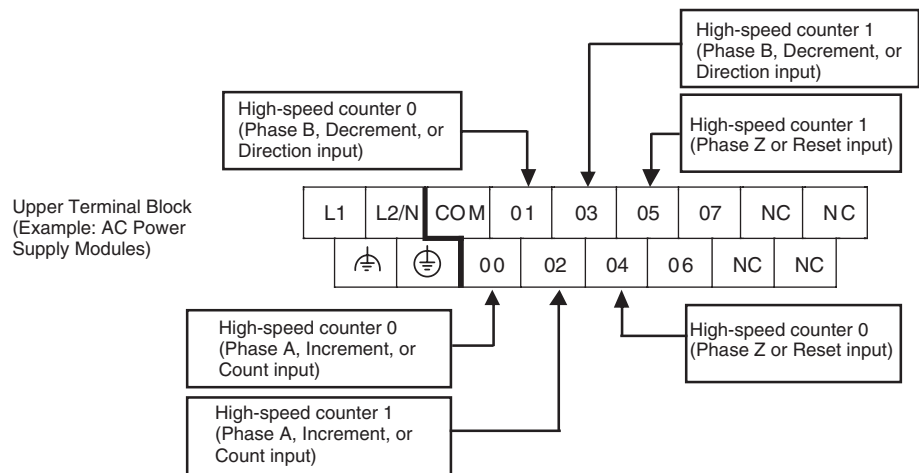 High-speed counter 1
(Phase B, Decrement, or
Direction input)
High-speed counter 0
(Phase B, Decrement, or
Direction input)
High-speed counter 1
(Phase Z or Reset input)
Upper Terminal Block
(Example: AC Power
Supply Modules)
L1 L2/N COM 01 03 05 07 NC NC
00 02 04 06 NC NC
High-speed counter 0
(Phase A, Increment, or
Count input)
High-speed counter 0
(Phase Z or Reset input)
High-speed counter 1
(Phase A, Increment, or
Count input)